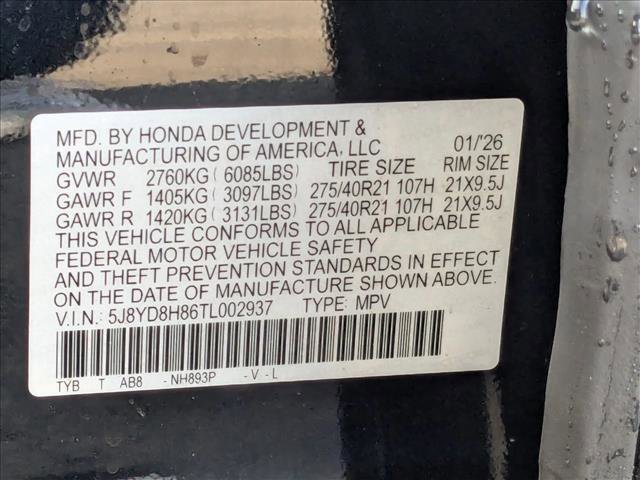 MFD. BY HONDA DEVELOPMENT &
MANUFACTURING OF AMERICA, LLC 01/'26
GVWR 2760KG ( 6085LBS) TIRE SIZE RIM SIZE
GAWR F 1405KG ( 3097LBS) 275/40R21 107H 21X9.5J
GAWR R 1420KG ( 3131LBS) 275/40R21 107H 21X9.5J
THIS VEHICLE CONFORMS TO ALL APPLICABLE
FEDERAL MOTOR VEHICLE SAFETY
AND THEFT PREVENTION STANDARDS IN EFFECT
ON THE DATE OF MANUFACTURE SHOWN ABOVE.
V.I.N.: 5J8YD8H86TL002937 TYPE: MPV
TYB T AB8 - NH893P - V - L